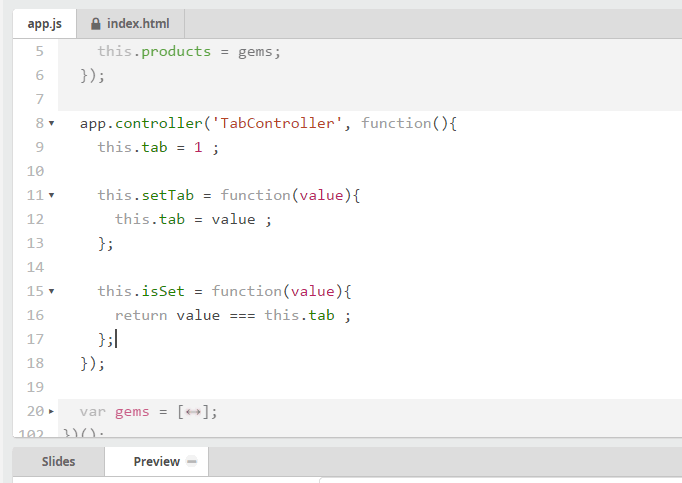 app.js index.html
5 this.products = gems;
6 });
7
8 app.controller('TabController', function(){
9 this.tab = 1 ;
10
11 this.setTab = function(value){
12 this.tab = value ;
13 };
14
15 this.isSet = function(value){
16 return value === this.tab ;
17 };
18 });
19
20 var gems = [↔];
102 })();
Slides Preview